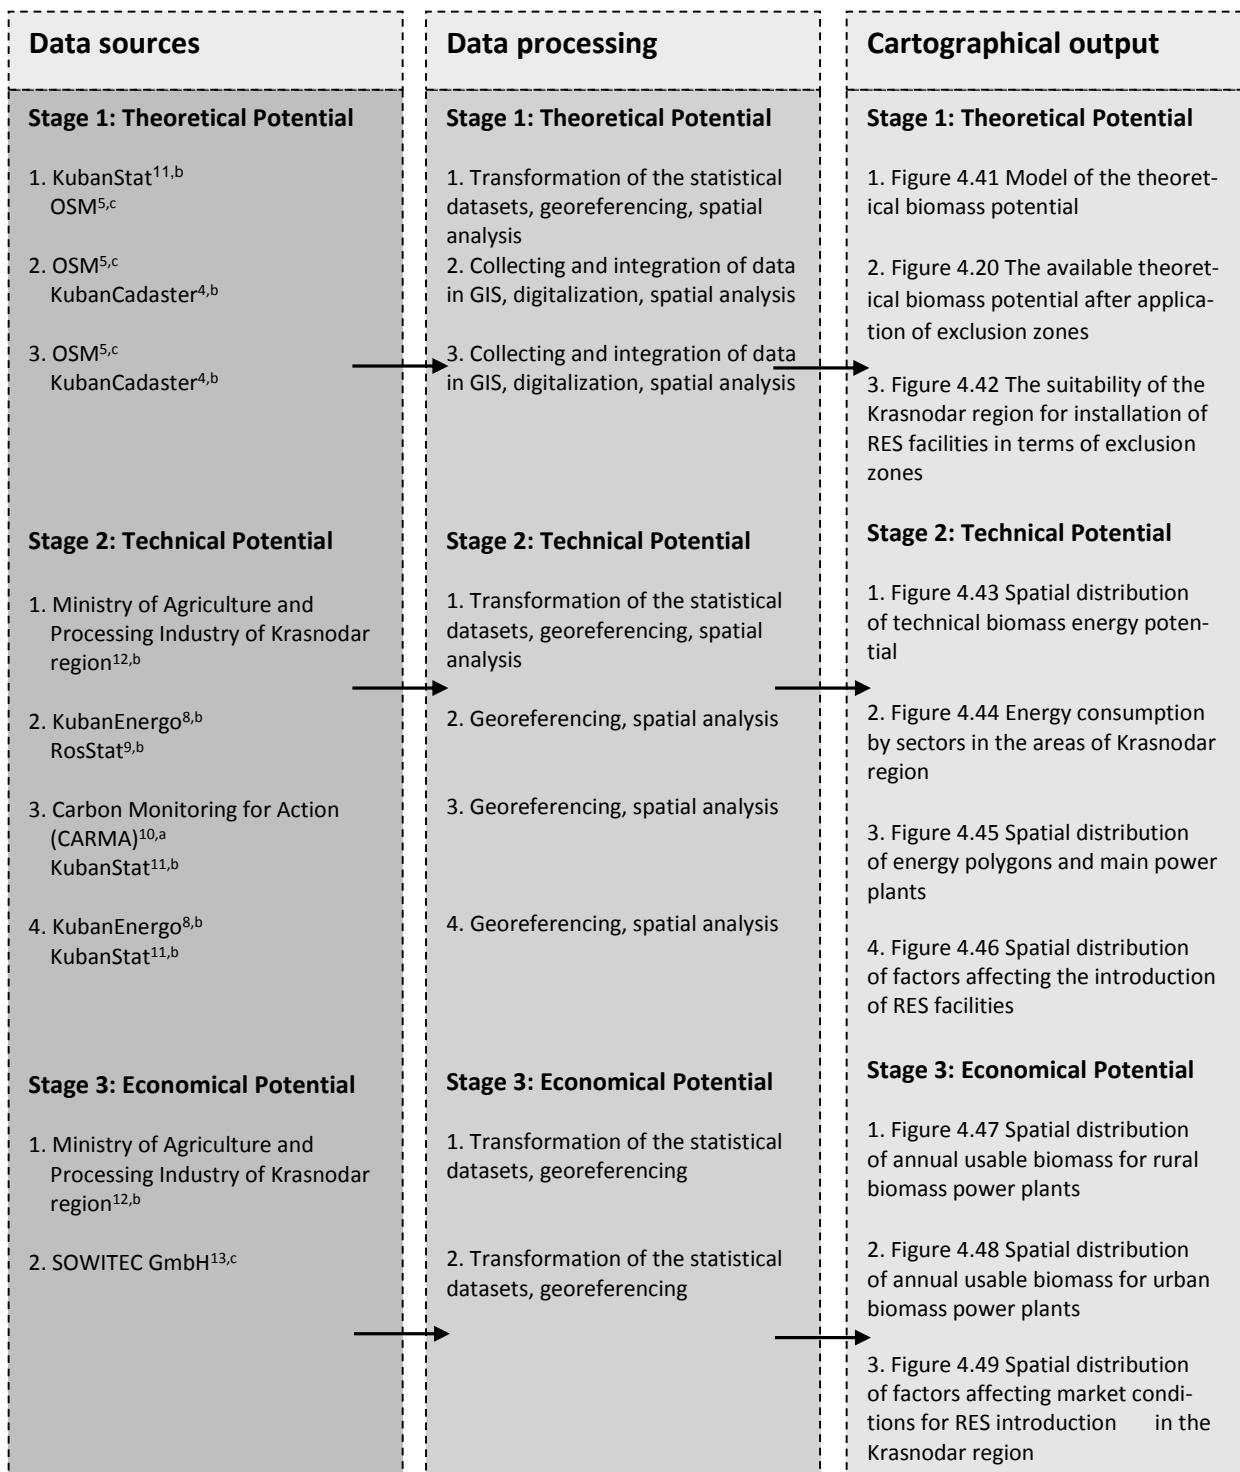 Data sources
Stage 1: Theoretical Potential
1. KubanStat11,b
OSM5,c
2. OSM5,c
KubanCadaster4,b
3. OSM5,c
KubanCadaster4,b
Stage 2: Technical Potential
1. Ministry of Agriculture and
Processing Industry of Krasnodar
region12,b
2. KubanEnergo8,b
RosStat9,b
3. Carbon Monitoring for Action
(CARMA)10,a
KubanStat11,b
4. KubanEnergo8,b
KubanStat11,b
Stage 3: Economical Potential
1. Ministry of Agriculture and
Processing Industry of Krasnodar
region12,b
2. SOWITEC GmbH13,c
Data processing
Stage 1: Theoretical Potential
1. Transformation of the statistical
datasets, georeferencing, spatial
analysis
2. Collecting and integration of data
in GIS, digitalization, spatial analysis
3. Collecting and integration of data
in GIS, digitalization, spatial analysis
Stage 2: Technical Potential
1. Transformation of the statistical
datasets, georeferencing, spatial
analysis
2. Georeferencing, spatial analysis
3. Georeferencing, spatial analysis
4. Georeferencing, spatial analysis
Stage 3: Economical Potential
1. Transformation of the statistical
datasets, georeferencing
2. Transformation of the statistical
datasets, georeferencing
Cartographical output
Stage 1: Theoretical Potential
1. Figure 4.41 Model of the theoret-
ical biomass potential
2. Figure 4.20 The available theoret-
ical biomass potential after applica-
tion of exclusion zones
3. Figure 4.42 The suitability of the
Krasnodar region for installation of
RES facilities in terms of exclusion
zones
Stage 2: Technical Potential
1. Figure 4.43 Spatial distribution
of technical biomass energy poten-
tial
2. Figure 4.44 Energy consumption
by sectors in the areas of Krasnodar
region
3. Figure 4.45 Spatial distribution
of energy polygons and main power
plants
4. Figure 4.46 Spatial distribution
of factors affecting the introduction
of RES facilities
Stage 3: Economical Potential
1. Figure 4.47 Spatial distribution
of annual usable biomass for rural
biomass power plants
2. Figure 4.48 Spatial distribution
of annual usable biomass for urban
biomass power plants
3. Figure 4.49 Spatial distribution
of factors affecting market condi-
tions for RES introduction in the
Krasnodar region